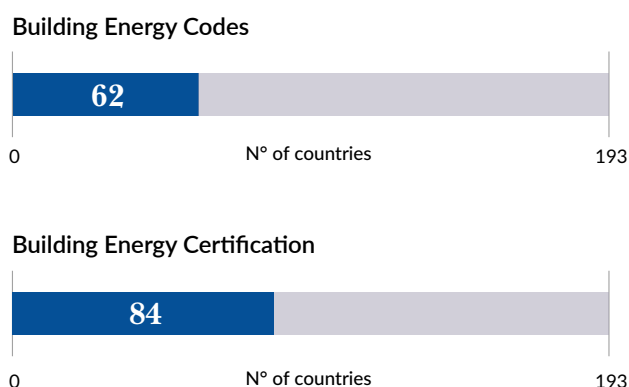 Building Energy Codes
62
0 N° of countries 193
Building Energy Certification
84
0 N° of countries 193